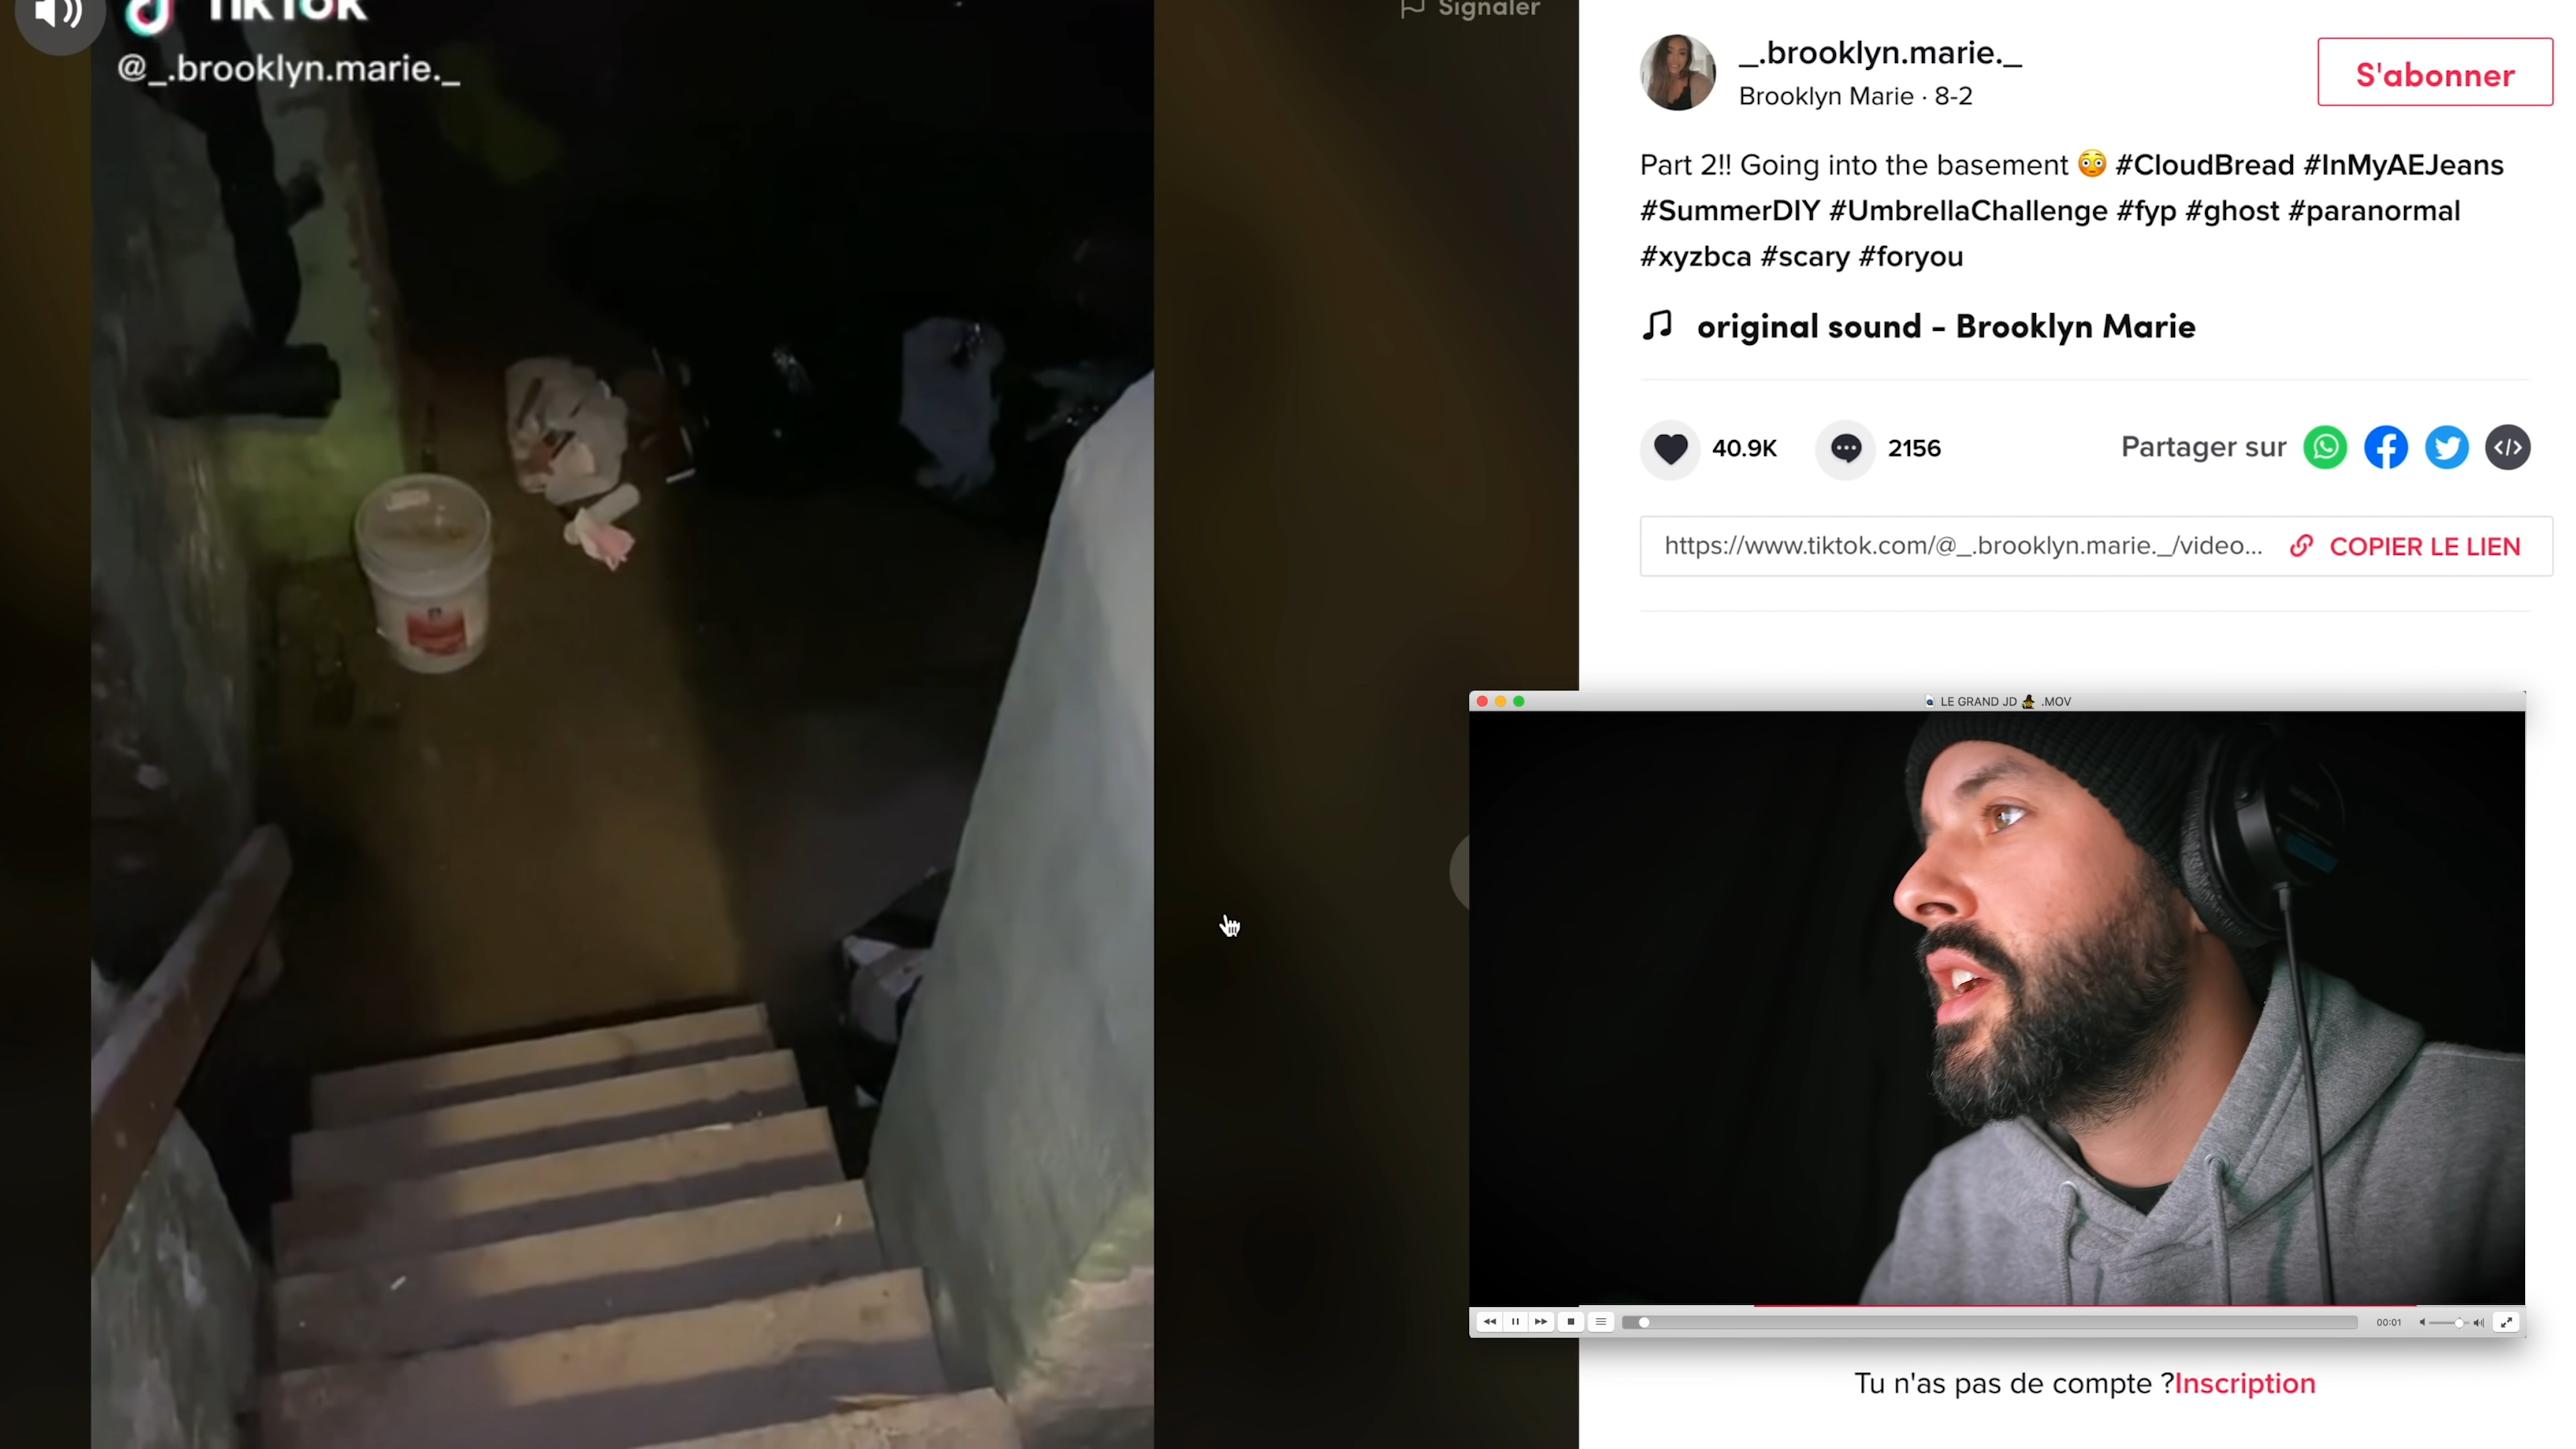 TikTok
@_.brooklyn.marie._
Signaler
_.brooklyn.marie._
Brooklyn Marie · 8-2
S'abonner
Part 2!! Going into the basement 😳 #CloudBread #InMyAEJeans
#SummerDIY #UmbrellaChallenge #fyp #ghost #paranormal
#xyzbca #scary #foryou
original sound - Brooklyn Marie
40.9K
2156
Partager sur
https://www.tiktok.com/@_.brooklyn.marie._/video...
COPIER LE LIEN
LE GRAND JD .MOV
00:01
Tu n'as pas de compte ?Inscription